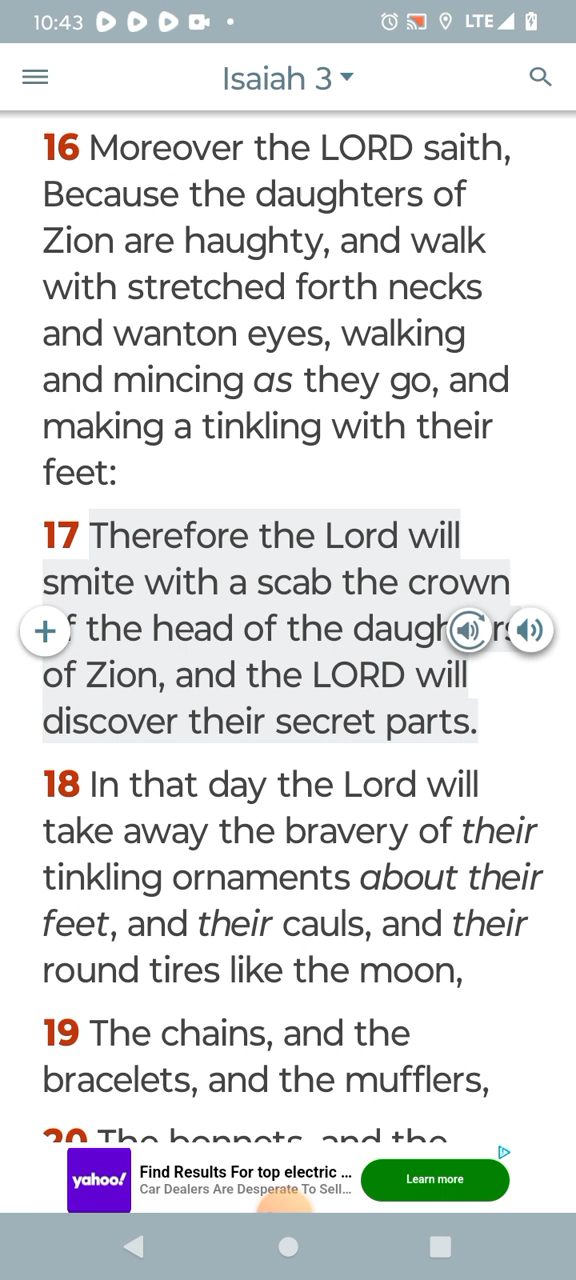 10:43 LTE
Isaiah 3
16 Moreover the LORD saith,
Because the daughters of
Zion are haughty, and walk
with stretched forth necks
and wanton eyes, walking
and mincing as they go, and
making a tinkling with their
feet:
17 Therefore the Lord will
smite with a scab the crown
the head of the
of Zion, and the LORD will
discover their secret parts.
18 In that day the Lord will
take away the bravery of their
tinkling ornaments about their
feet, and their cauls, and their
round tires like the moon,
19 The chains, and the
bracelets, and the mufflers,
20 The bonnets, and the
yahoo!
Find Results For top electric ...
Car Dealers Are Desperate To Sell...
Learn more